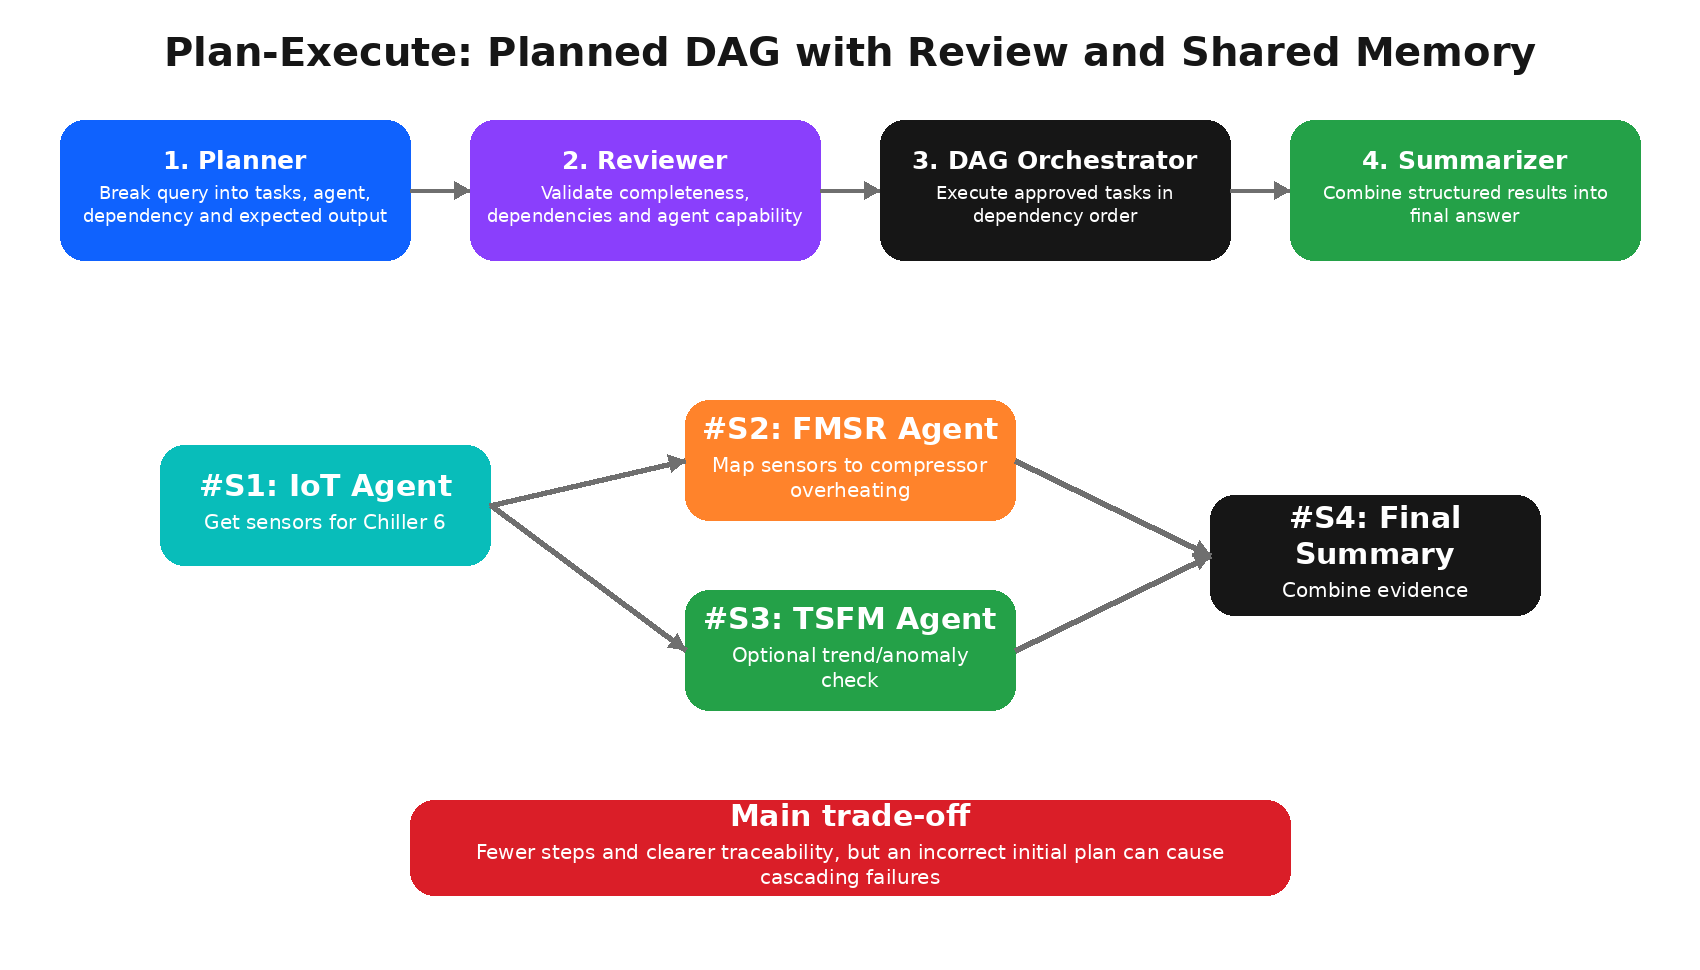 Plan-Execute: Planned DAG with Review and Shared Memory
1. Planner
Break query into tasks, agent,
dependency and expected output
2. Reviewer
Validate completeness,
dependencies and agent capability
3. DAG Orchestrator
Execute approved tasks in
dependency order
4. Summarizer
Combine structured results into
final answer
#S1: IoT Agent
Get sensors for Chiller 6
#S2: FMSR Agent
Map sensors to compressor
overheating
#S3: TSFM Agent
Optional trend/anomaly
check
#S4: Final
Summary
Combine evidence
Main trade-off
Fewer steps and clearer traceability, but an incorrect initial plan can cause
cascading failures